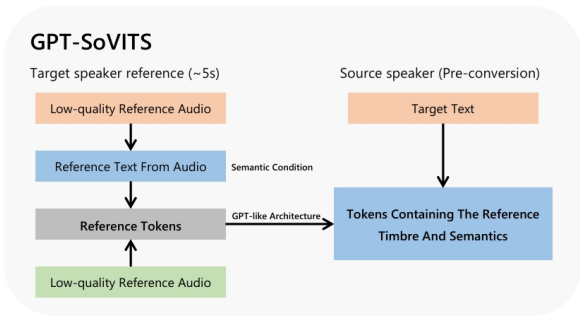 GPT-SoVITS
Target speaker reference (~5s)
Source speaker (Pre-conversion)
Low-quality Reference Audio
Target Text
Reference Text From Audio
Semantic Condition
Reference Tokens
GPT-like Architecture
Tokens Containing The Reference
Timbre And Semantics
Low-quality Reference Audio